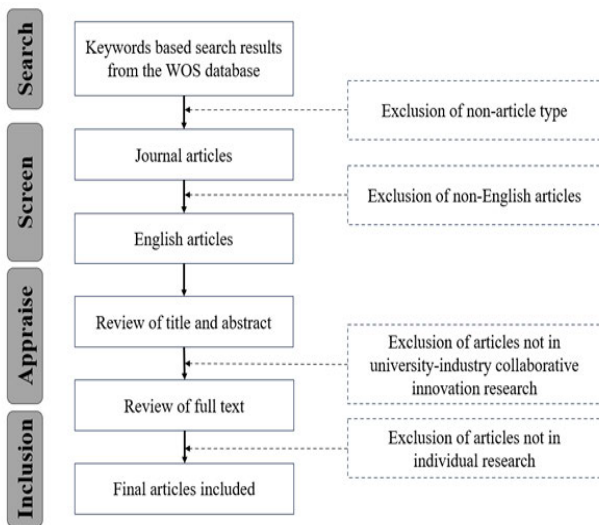 Search
Keywords based search results
from the WOS database
Exclusion of non-article type
Screen
Journal articles
Exclusion of non-English articles
English articles
Appraise
Review of title and abstract
Exclusion of articles not in
university-industry collaborative
innovation research
Review of full text
Inclusion
Exclusion of articles not in
individual research
Final articles included